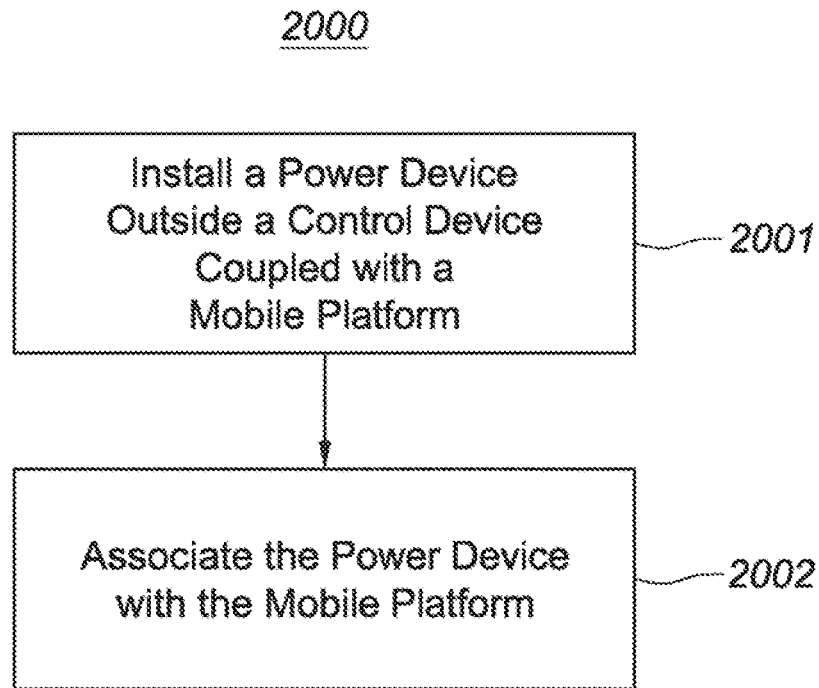 2000
Install a Power Device
Outside a Control Device
Coupled with a
Mobile Platform
2001
Associate the Power Device
with the Mobile Platform
2002